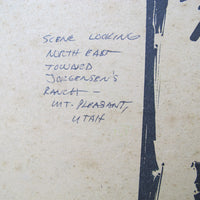 SCENE LOOKING
NORTH EAST
TOWARD
JORGENSEN'S
RANCH –
MT. PLEASANT,
UTAH